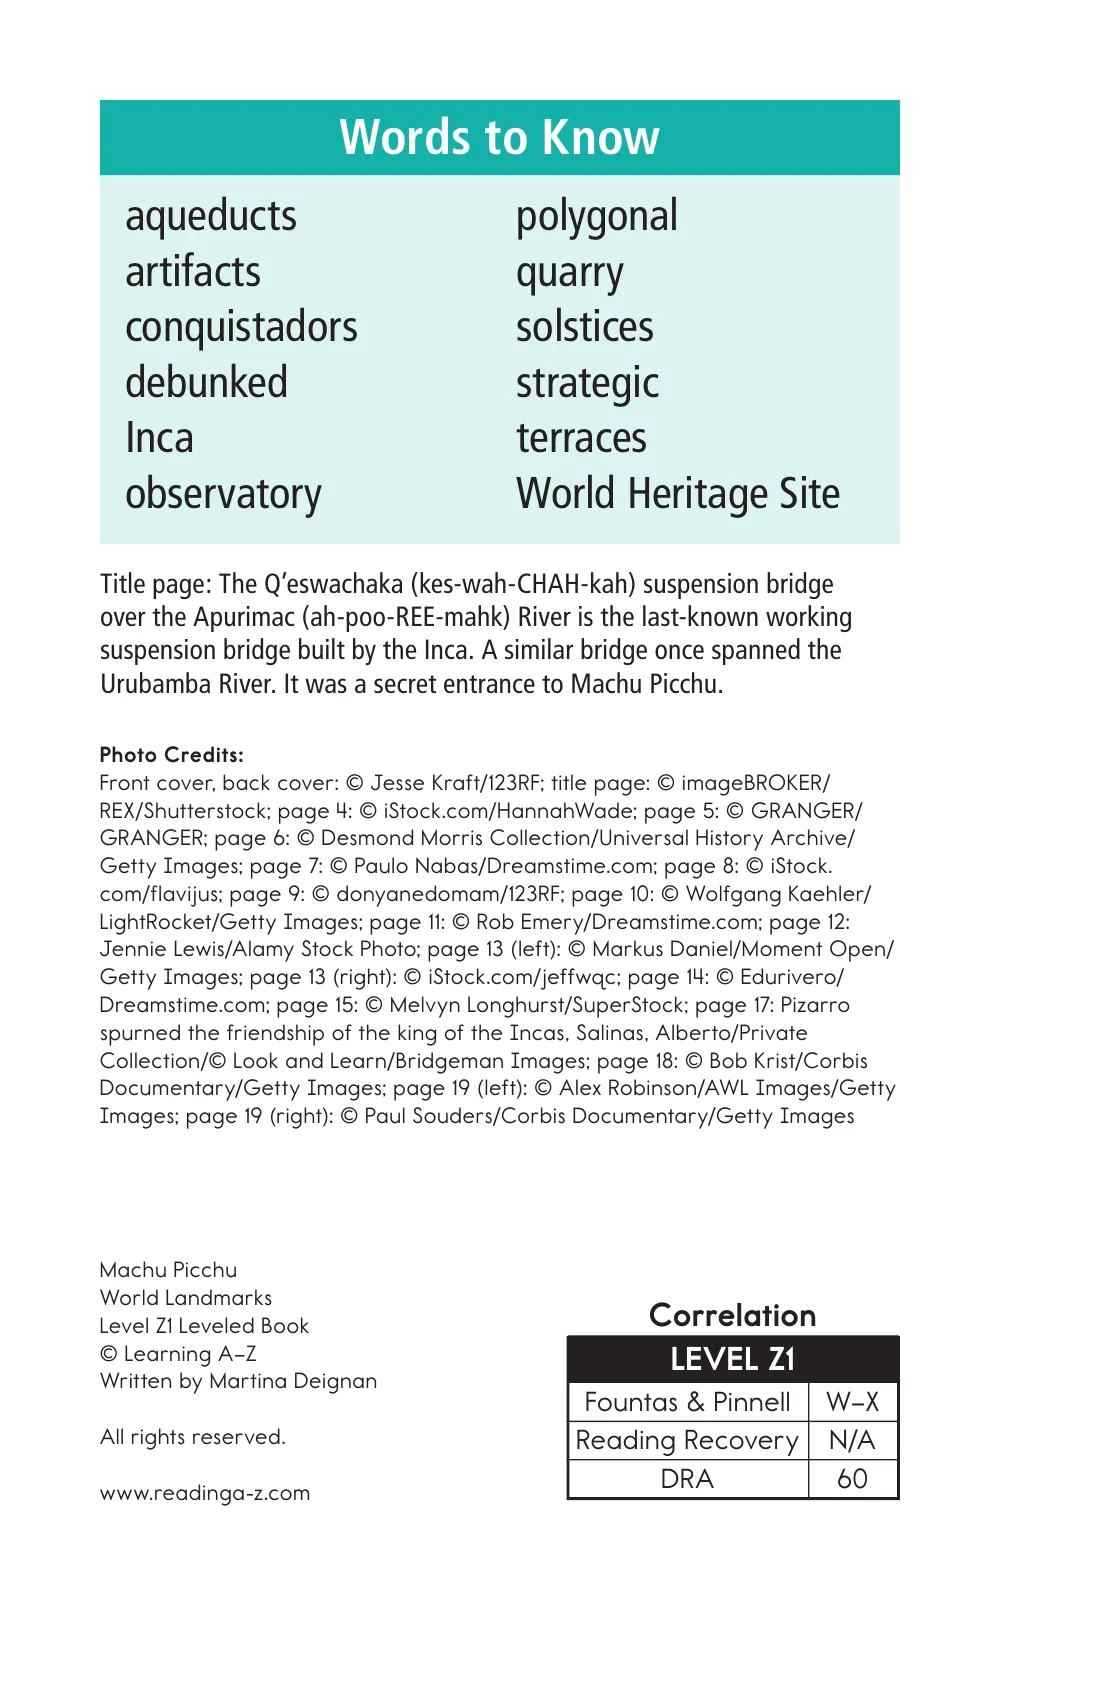 Words to Know
aqueducts
artifacts
conquistadors
debunked
Inca
observatory
polygonal
quarry
solstices
strategic
terraces
World Heritage Site
Title page: The Q’eswachaka (kes-wah-CHAH-kah) suspension bridge
over the Apurimac (ah-poo-REE-mahk) River is the last-known working
suspension bridge built by the Inca. A similar bridge once spanned the
Urubamba River. It was a secret entrance to Machu Picchu.
Photo Credits:
Front cover, back cover: © Jesse Kraft/123RF; title page: © imageBROKER/
REX/Shutterstock; page 4: © iStock.com/HannahWade; page 5: © GRANGER/
GRANGER; page 6: © Desmond Morris Collection/Universal History Archive/
Getty Images; page 7: © Paulo Nabas/Dreamstime.com; page 8: © iStock.
com/flavijus; page 9: © donyanedomam/123RF; page 10: © Wolfgang Kaehler/
LightRocket/Getty Images; page 11: © Rob Emery/Dreamstime.com; page 12:
Jennie Lewis/Alamy Stock Photo; page 13 (left): © Markus Daniel/Moment Open/
Getty Images; page 13 (right): © iStock.com/jeffwqc; page 14: © Edurivero/
Dreamstime.com; page 15: © Melvyn Longhurst/SuperStock; page 17: Pizarro
spurned the friendship of the king of the Incas, Salinas, Alberto/Private
Collection/© Look and Learn/Bridgeman Images; page 18: © Bob Krist/Corbis
Documentary/Getty Images; page 19 (left): © Alex Robinson/AWL Images/Getty
Images; page 19 (right): © Paul Souders/Corbis Documentary/Getty Images
Machu Picchu
World Landmarks
Level Z1 Leveled Book
© Learning A–Z
Written by Martina Deignan
All rights reserved.
www.readinga-z.com
Correlation
LEVEL Z1
Fountas & Pinnell W–X
Reading Recovery N/A
DRA 60